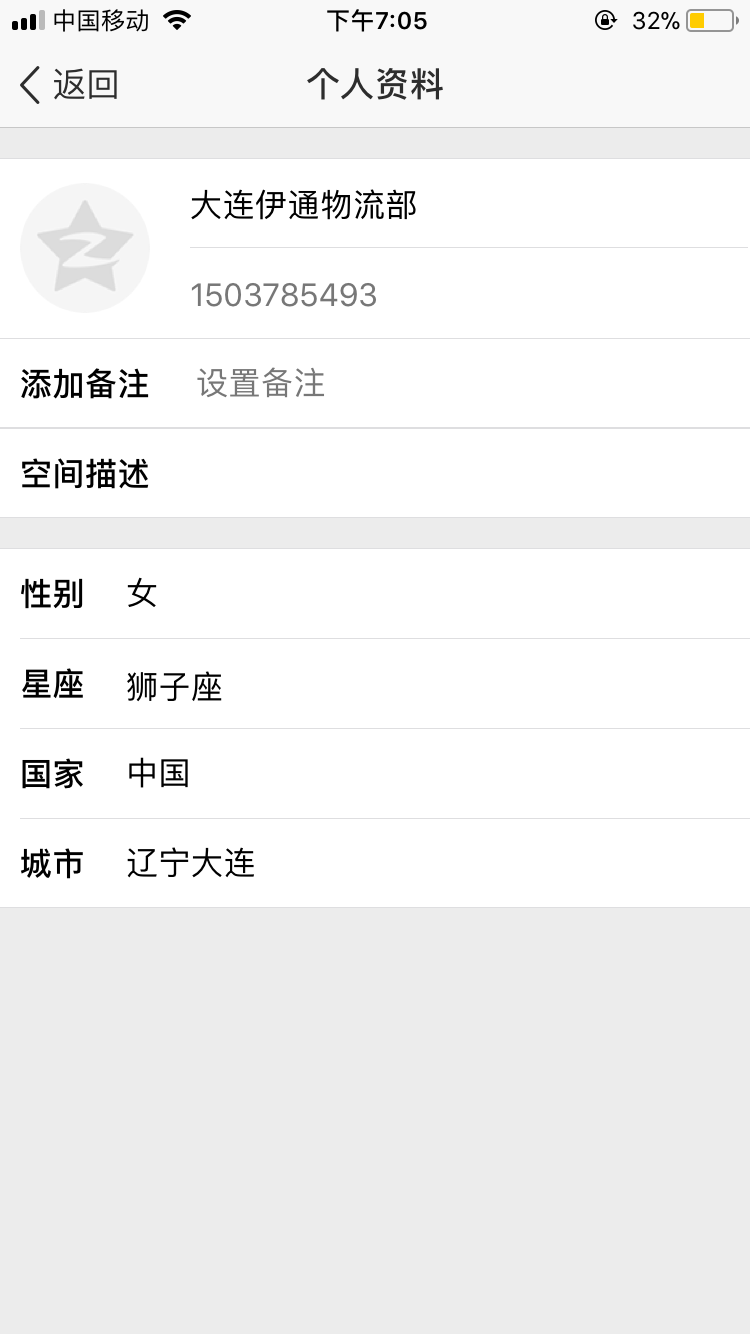 中国移动 下午7:05 32%
返回 个人资料
大连伊通物流部
1503785493
添加备注 设置备注
空间描述
性别 女
星座 狮子座
国家 中国
城市 辽宁大连